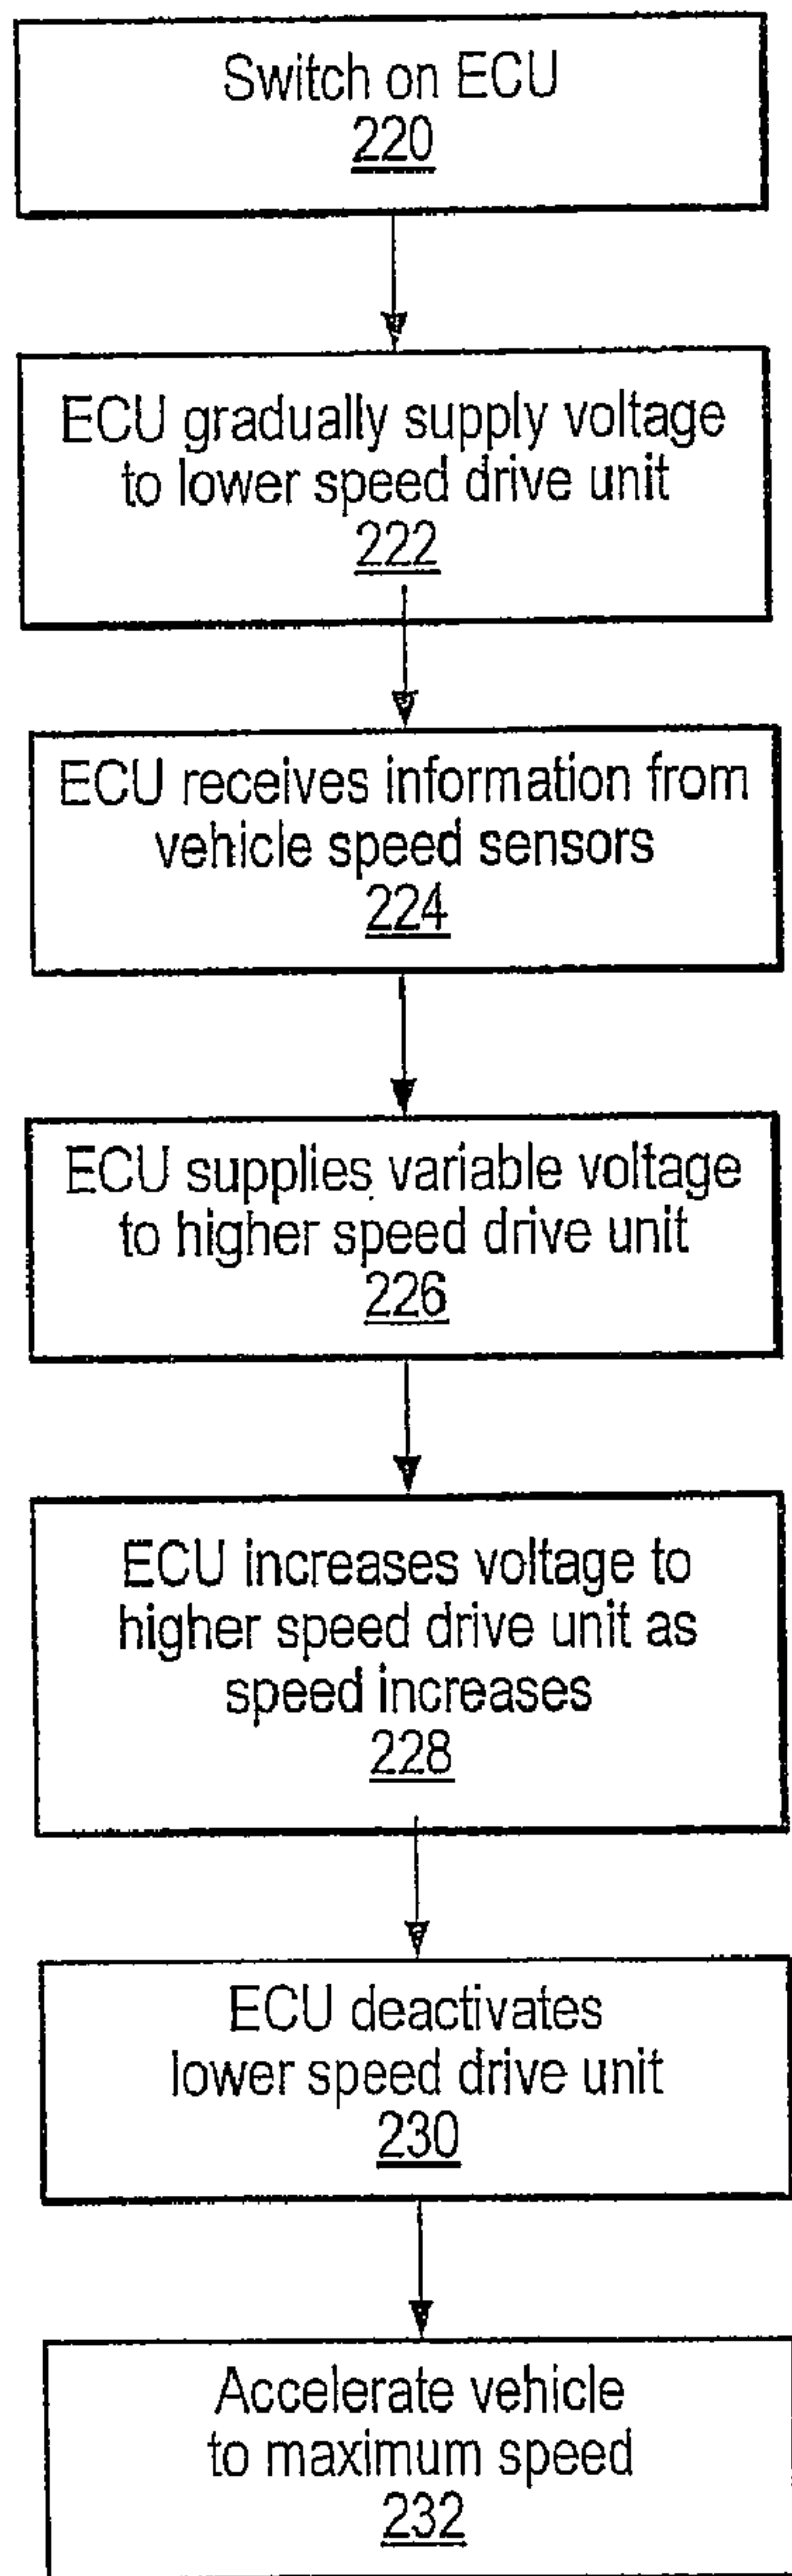 Switch on ECU
220
ECU gradually supply voltage
to lower speed drive unit
222
ECU receives information from
vehicle speed sensors
224
ECU supplies variable voltage
to higher speed drive unit
226
ECU increases voltage to
higher speed drive unit as
speed increases
228
ECU deactivates
lower speed drive unit
230
Accelerate vehicle
to maximum speed
232